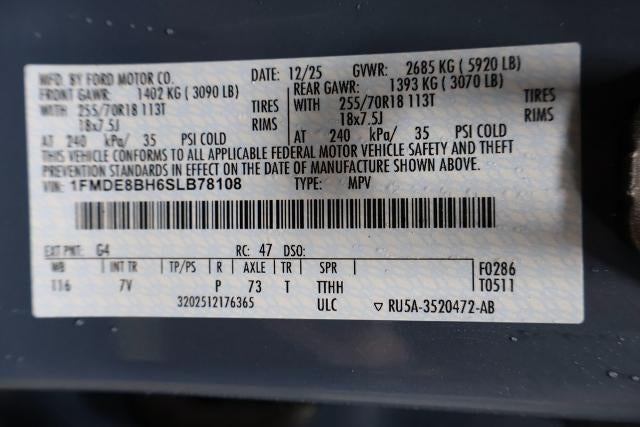 MFD. BY FORD MOTOR CO. DATE: 12/25 GVWR: 2685 KG ( 5920 LB)
FRONT GAWR: 1402 KG ( 3090 LB) REAR GAWR: 1393 KG ( 3070 LB)
WITH 255/70R18 113T TIRES WITH 255/70R18 113T TIRES
18x7.5J RIMS 18x7.5J RIMS
AT 240 kPa/ 35 PSI COLD AT 240 kPa/ 35 PSI COLD
THIS VEHICLE CONFORMS TO ALL APPLICABLE FEDERAL MOTOR VEHICLE SAFETY AND THEFT
PREVENTION STANDARDS IN EFFECT ON THE DATE OF MANUFACTURE SHOWN ABOVE.
VIN: 1FMDE8BH6SLB78108 TYPE: MPV
EXT PNT: G4 RC: 47 DSO:
WB INT TR TP/PS R AXLE TR SPR F0286
116 7V P 73 T TTHH T0511
3202512176365 ULC ▽ RU5A-3520472-AB